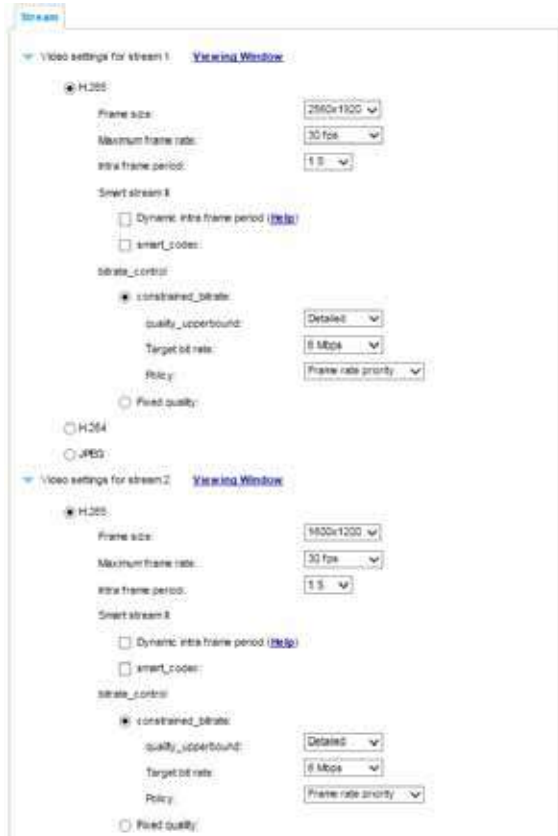 Stream
Video settings for stream 1 Viewing Window
H.265
Frame size: 2560x1920
Maximum frame rate: 30 fps
Intra frame period: 1 S
Smart stream II
Dynamic intra frame period (Help)
smart_codec:
bitrate_control
constrained_bitrate:
quality_upperbound: Detailed
Target bit rate: 6 Mbps
Policy: Frame rate priority
Fixed quality:
H.264
JPEG
Video settings for stream 2 Viewing Window
H.265
Frame size: 1600x1200
Maximum frame rate: 30 fps
Intra frame period: 1 S
Smart stream II
Dynamic intra frame period (Help)
smart_codec:
bitrate_control
constrained_bitrate:
quality_upperbound: Detailed
Target bit rate: 6 Mbps
Policy: Frame rate priority
Fixed quality: